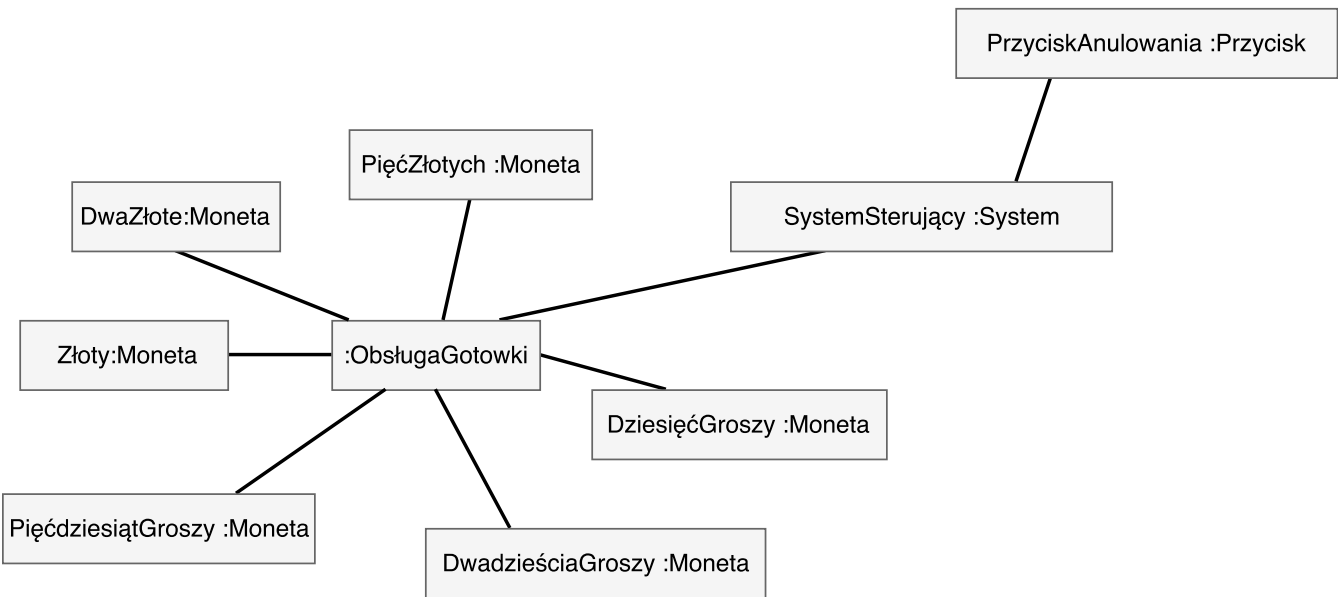 PrzyciskAnulowania :Przycisk
PięćZłotych :Moneta
DwaZłote:Moneta
SystemSterujący :System
Złoty:Moneta
:ObsługaGotowki
DziesięćGroszy :Moneta
PięćdziesiątGroszy :Moneta
DwadzieściaGroszy :Moneta